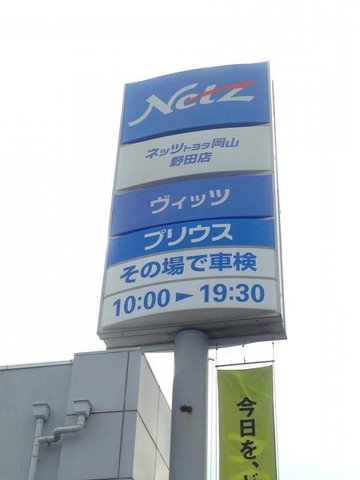 Netz
ネッツトヨタ岡山
野田店
ヴィッツ
プリウス
その場で車検
10:00►19:30
今日を、